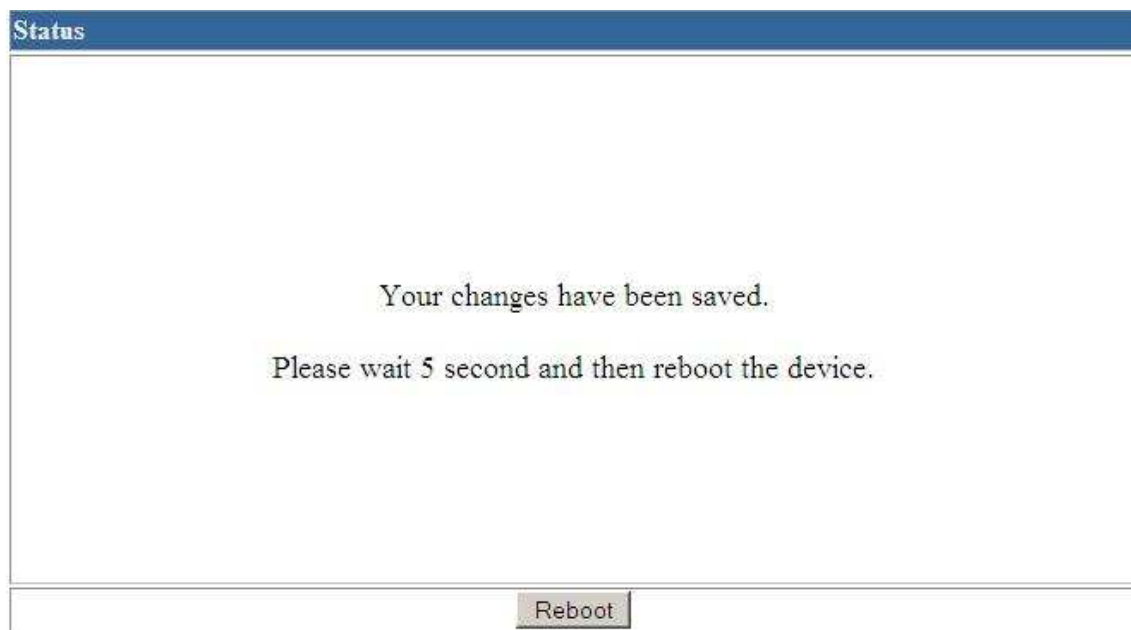 Status
Your changes have been saved.
Please wait 5 second and then reboot the device.
Reboot